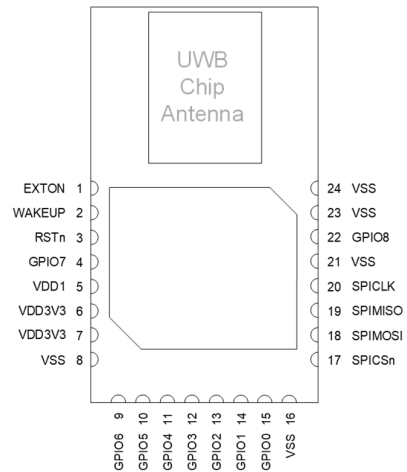 UWB
Chip
Antenna
EXTON 1
WAKEUP 2
RSTn 3
GPIO7 4
VDD1 5
VDD3V3 6
VDD3V3 7
VSS 8
24 VSS
23 VSS
22 GPIO8
21 VSS
20 SPICLK
19 SPIMISO
18 SPIMOSI
17 SPICSn
GPIO6 9
GPIO5 10
GPIO4 11
GPIO3 12
GPIO2 13
GPIO1 14
GPIO0 15
VSS 16